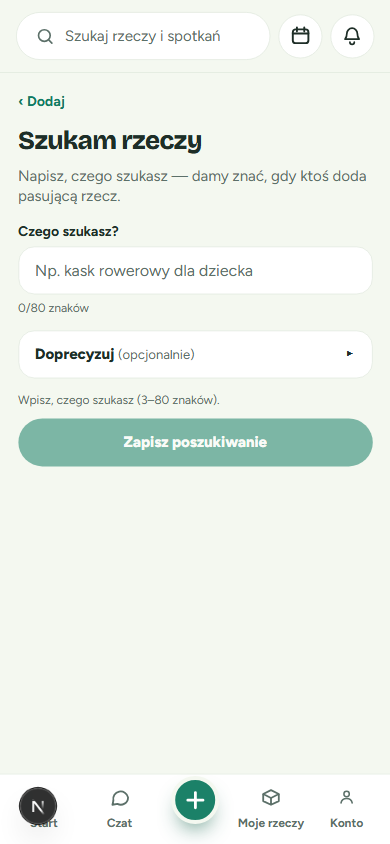 Szukaj rzeczy i spotkań
‹ Dodaj
Szukam rzeczy
Napisz, czego szukasz — damy znać, gdy ktoś doda
pasującą rzecz.
Czego szukasz?
Np. kask rowerowy dla dziecka
0/80 znaków
Doprecyzuj (opcjonalnie)
Wpisz, czego szukasz (3–80 znaków).
Zapisz poszukiwanie
N
Start Czat Moje rzeczy Konto